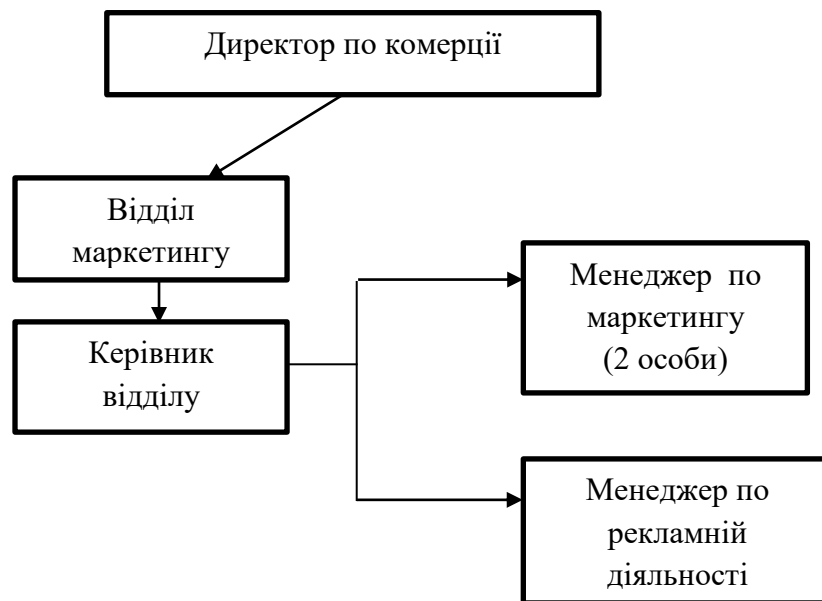 Директор по комерції
Відділ
маркетингу
Керівник
відділу
Менеджер по
маркетингу
(2 особи)
Менеджер по
рекламній
діяльності